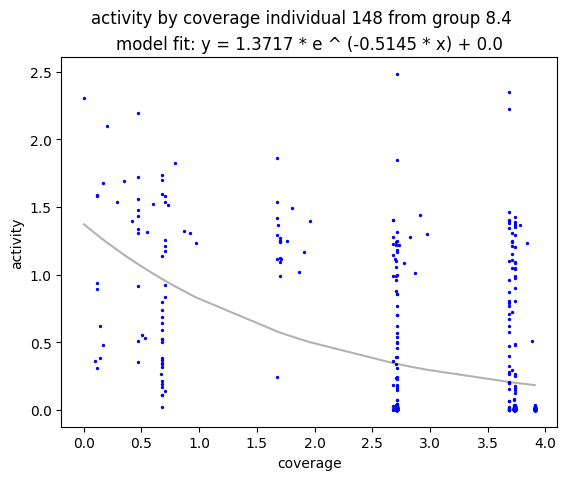 activity by coverage individual 148 from group 8.4
model fit: y = 1.3717 * e ^ (-0.5145 * x) + 0.0
2.5
2.0
1.5
1.0
0.5
0.0
activity
0.0 0.5 1.0 1.5 2.0 2.5 3.0 3.5 4.0
coverage